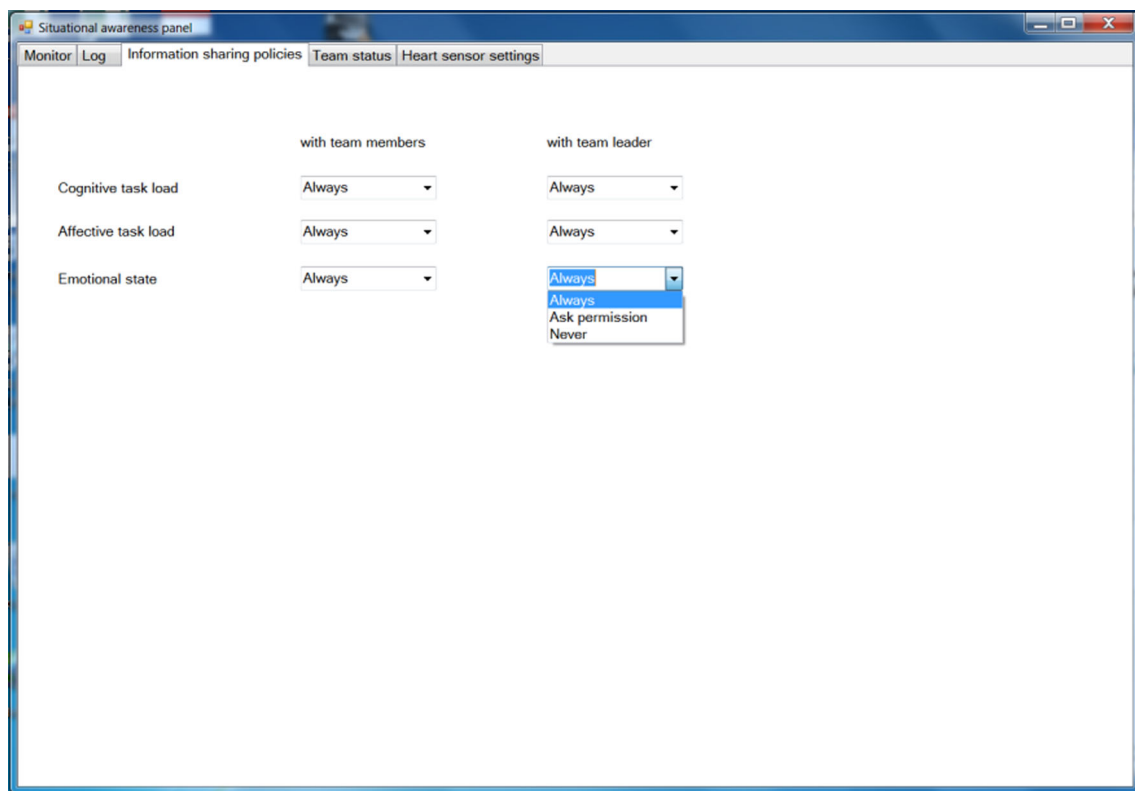 Situational awareness panel
Monitor Log Information sharing policies Team status Heart sensor settings
with team members with team leader
Cognitive task load Always Always
Affective task load Always Always
Emotional state Always Always
Always
Ask permission
Never